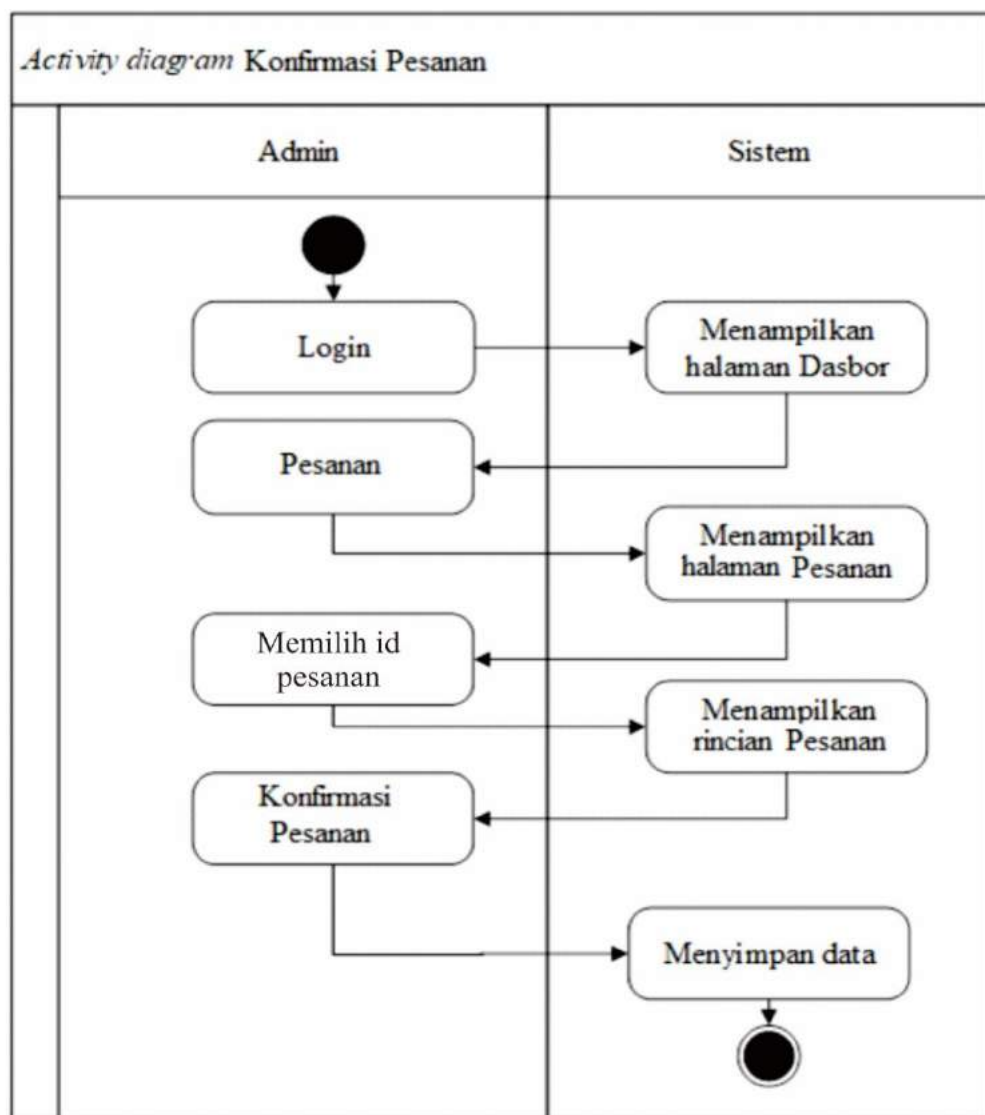 Activity diagram Konfirmasi Pesanan
Admin
Sistem
Login
Menampilkan
halaman Dasbor
Pesanan
Menampilkan
halaman Pesanan
Memilih id
pesanan
Menampilkan
rincian Pesanan
Konfirmasi
Pesanan
Menyimpan data